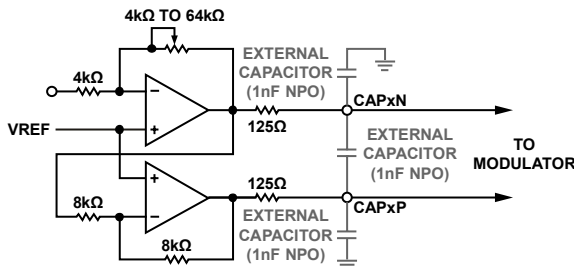 4kΩ TO 64kΩ
EXTERNAL
CAPACITOR
(1nF NPO)
4kΩ
CAPxN
VREF
125Ω
EXTERNAL
CAPACITOR
(1nF NPO)
TO
MODULATOR
125Ω
8kΩ
CAPxP
8kΩ
EXTERNAL
CAPACITOR
(1nF NPO)